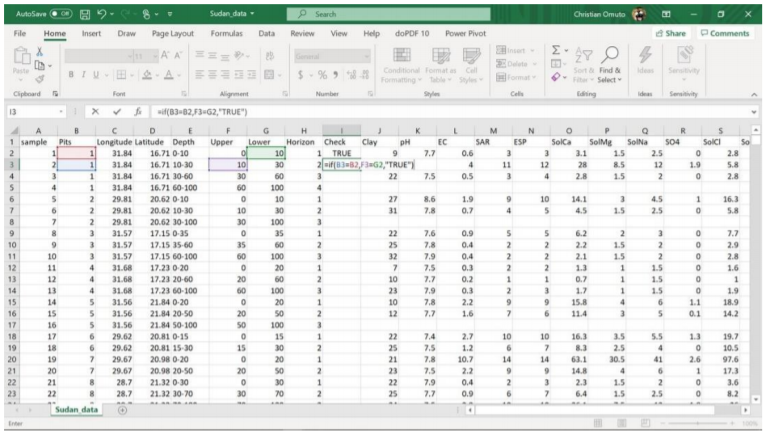 AutoSave Off Sudan_data Search Christian Omuto
File Home Insert Draw Page Layout Formulas Data Review View Help doPDF 10 Power Pivot Share Comments
Paste B I U 11 A A General $ % 9 Conditional Formatting Format as Table Cell Styles Insert Delete Format Sort & Filter Find & Select Ideas Sensitivity
Clipboard Font Alignment Number Styles Cells Editing Ideas Sensitivity
I3 =if(B3=B2,F3=G2,"TRUE")
A B C D E F G H I J K L M N O P Q R S
1 sample Pits Longitude Latitude Depth Upper Lower Horizon Check Clay pH EC SAR ESP SolCa SolMg SolNa SO4 SolCl So
2 1 1 31.84 16.71 0-10 0 10 1 TRUE 9 7.7 0.6 3 3 3.1 1.5 2.5 0 2.8
3 2 1 31.84 16.71 10-30 10 30 2 =if(B3=B2,F3=G2,"TRUE") 4 11 12 28 8.5 12 1.9 5.8
4 3 1 31.84 16.71 30-60 30 60 3 22 7.5 0.5 3 4 2.8 1.5 2 0 2.8
5 4 1 31.84 16.71 60-100 60 100 4
6 5 2 29.81 20.62 0-10 0 10 1 27 8.6 1.9 9 10 14.1 3 4.5 1 16.3
7 6 2 29.81 20.62 10-30 10 30 2 31 7.8 0.7 4 5 4.5 1.5 2.5 0 5.8
8 7 2 29.81 20.62 30-100 30 100 3
9 8 3 31.57 17.15 0-35 0 35 1 22 7.6 0.9 5 5 6.2 2 3 0 7.7
10 9 3 31.57 17.15 35-60 35 60 2 25 7.8 0.4 2 2 2.2 1.5 2 0 2.9
11 10 3 31.57 17.15 60-100 60 100 3 32 7.9 0.4 2 2 2.1 1.5 2 0 2.8
12 11 4 31.68 17.23 0-20 0 20 1 7 7.5 0.3 2 2 1.3 1 1.5 0 1.6
13 12 4 31.68 17.23 20-60 20 60 2 10 7.7 0.2 1 1 0.7 1 1.5 0 1
14 13 4 31.68 17.23 60-100 60 100 3 23 7.9 0.3 2 3 1.7 1 1.5 0 1.9
15 14 5 31.56 21.84 0-20 0 20 1 10 7.8 2.2 9 9 15.8 4 6 1.1 18.9
16 15 5 31.56 21.84 20-50 20 50 2 12 7.7 1.6 7 6 11.4 3 5 0.1 14.2
17 16 5 31.56 21.84 50-100 50 100 3
18 17 6 29.62 20.81 0-15 0 15 1 22 7.4 2.7 10 10 16.3 3.5 5.5 1.3 19.7
19 18 6 29.62 20.81 15-30 15 30 2 25 7.5 1.2 6 7 8.3 2.5 4 0 10.5
20 19 7 29.67 20.98 0-20 0 20 1 21 7.8 10.7 14 14 63.1 30.5 41 2.6 97.6
21 20 7 29.67 20.98 20-50 20 50 2 23 7.5 2.2 9 9 14.8 4 6 1 17.3
22 21 8 28.7 21.32 0-30 0 30 1 22 7.9 0.4 2 3 2.3 1.5 2 0 3.6
23 22 8 28.7 21.32 30-70 30 70 2 25 7.7 0.9 6 7 6.4 1.5 2.5 0 8.2
Sudan_data
Enter 100%